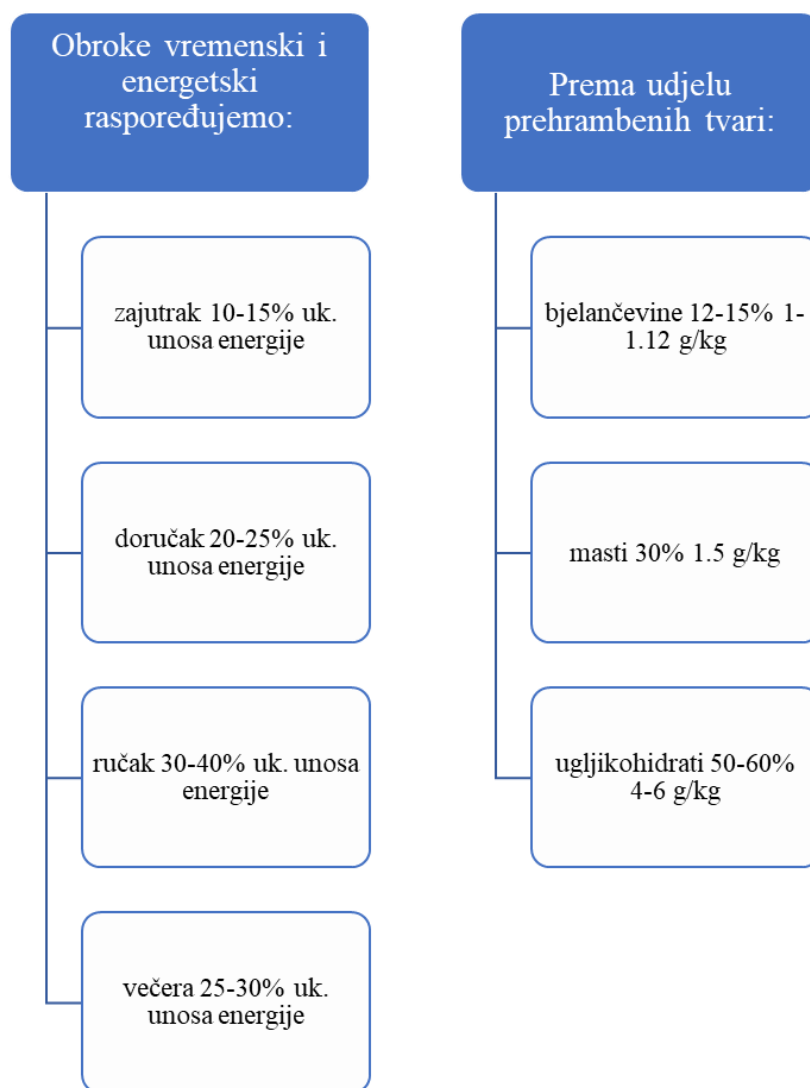 Obroke vremenski i
energetski
raspoređujemo:
zajutrak 10-15% uk.
unosa energije
doručak 20-25% uk.
unosa energije
ručak 30-40% uk. unosa
energije
večera 25-30% uk.
unosa energije
Prema udjelu
prehrambenih tvari:
bjelančevine 12-15% 1-
1.12 g/kg
masti 30% 1.5 g/kg
ugljikohidrati 50-60%
4-6 g/kg